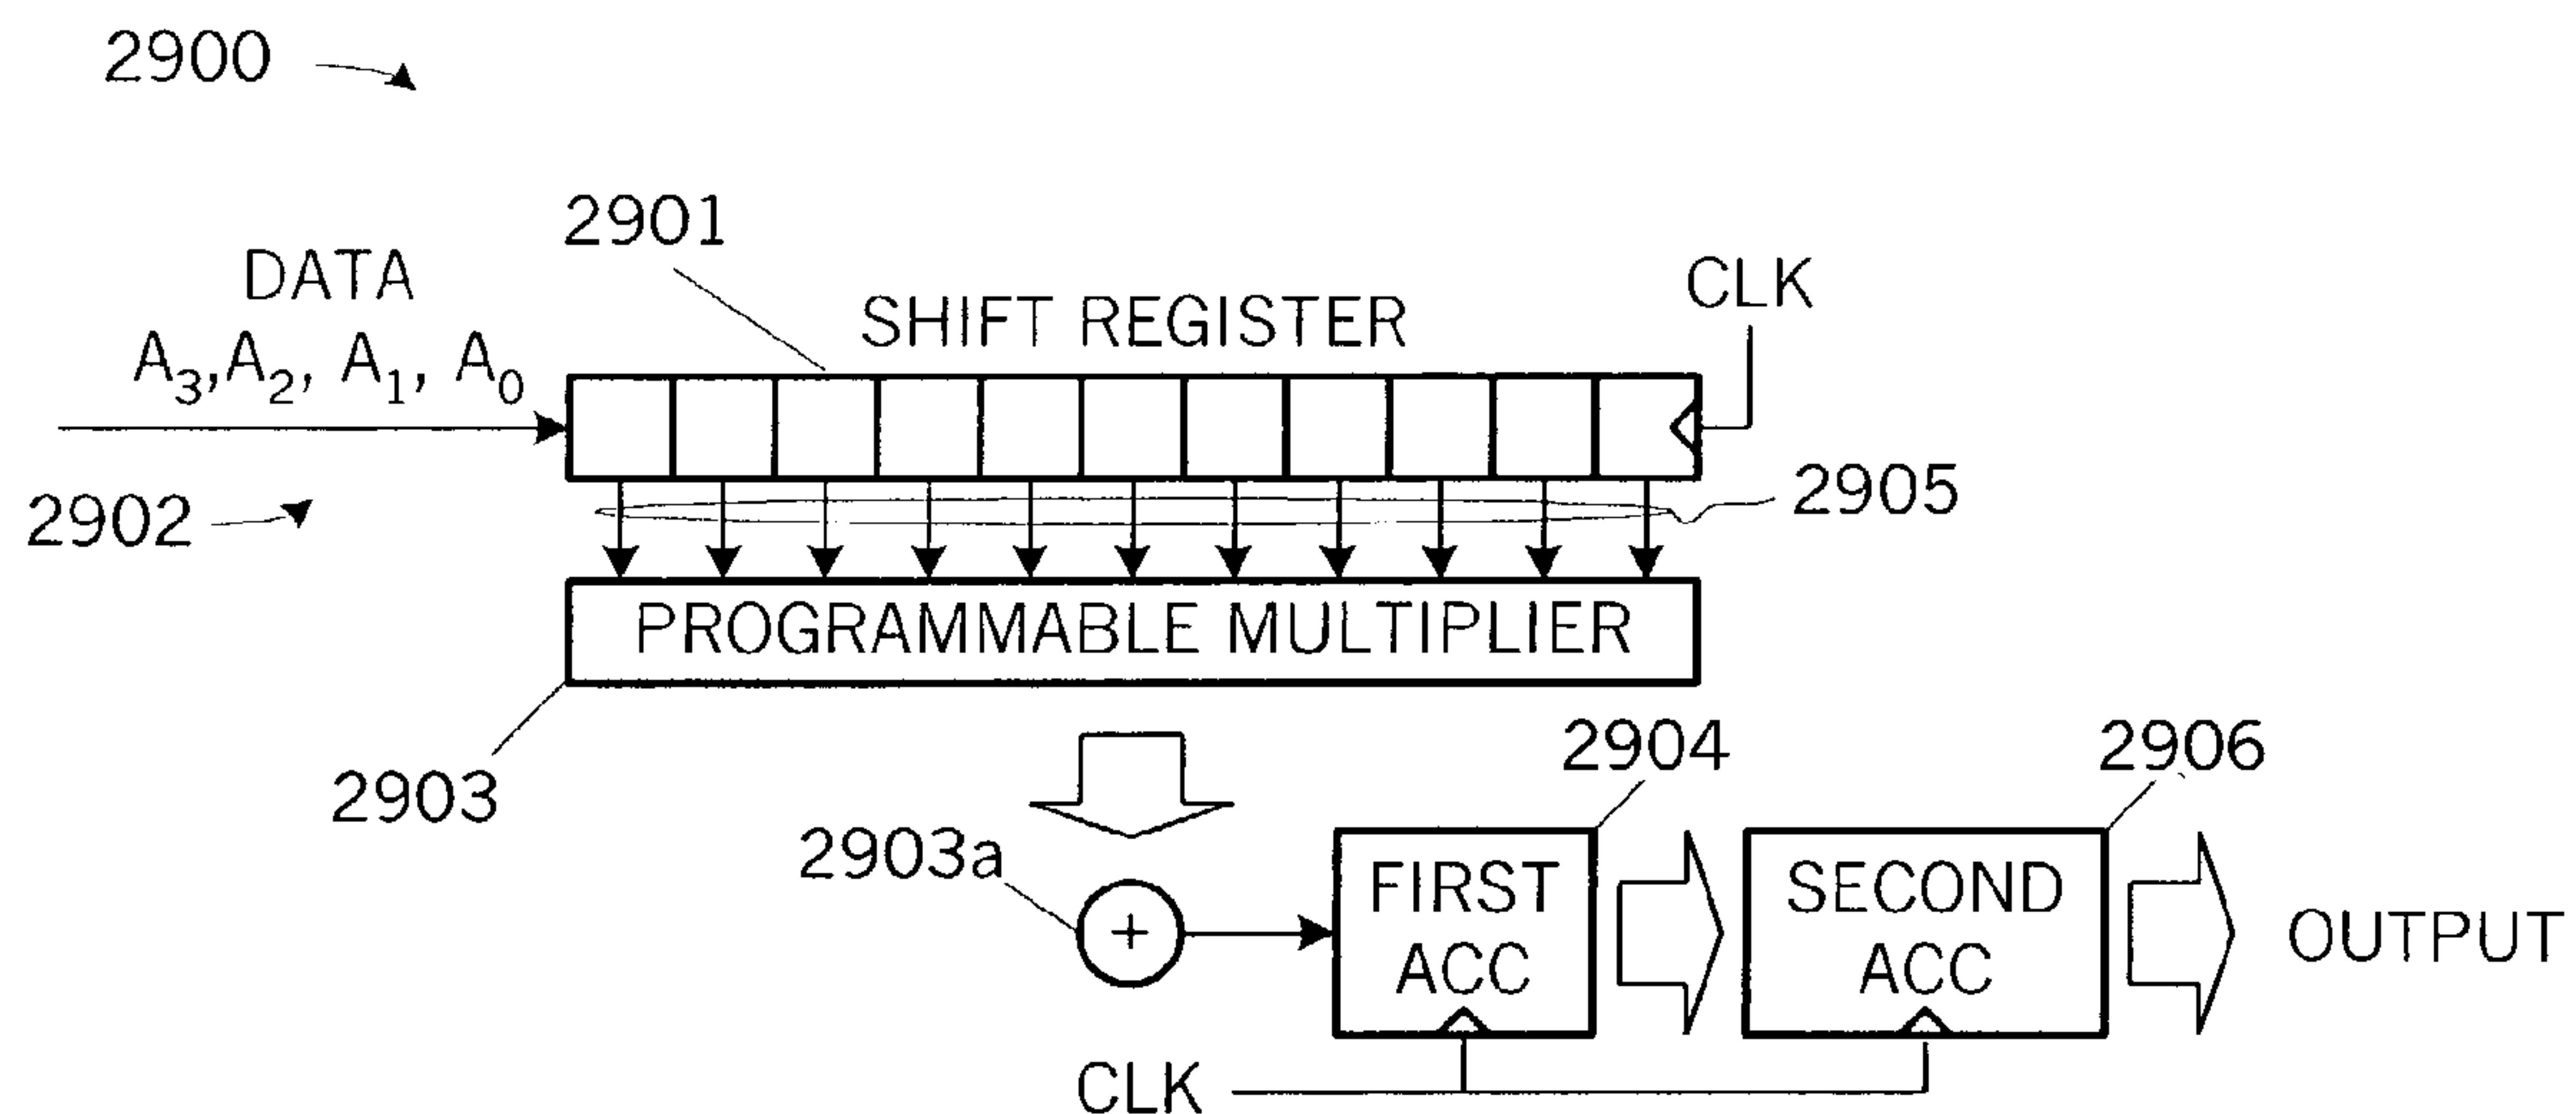 2900
2901
DATA
CLK
SHIFT REGISTER
A3, A2, A1, A0
2905
2902
PROGRAMMABLE MULTIPLIER
2904
2906
2903
2903a
FIRST
ACC
SECOND
ACC
+
OUTPUT
CLK